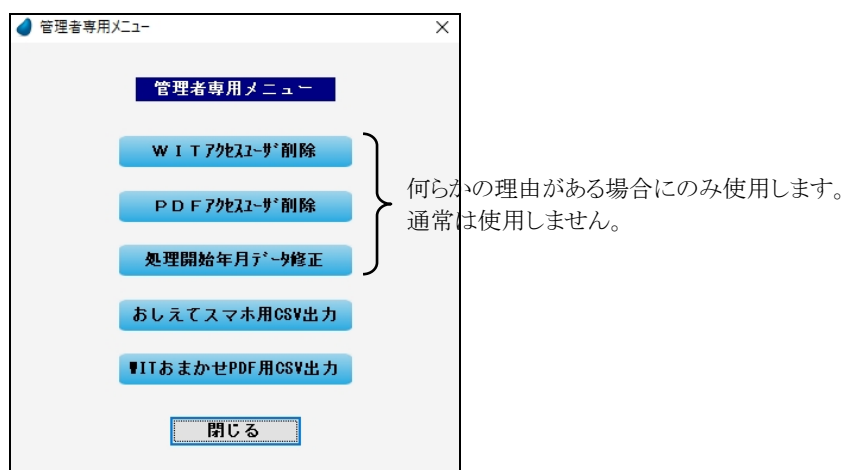 管理者専用ﾒﾆｭｰ
管理者専用メニュー
ＷＩＴｱｸｾｽﾕｰｻﾞ削除
ＰＤＦｱｸｾｽﾕｰｻﾞ削除
処理開始年月ﾃﾞｰﾀ修正
何らかの理由がある場合にのみ使用します。
通常は使用しません。
おしえてスマホ用CSV出力
WITおまかせPDF用CSV出力
閉じる